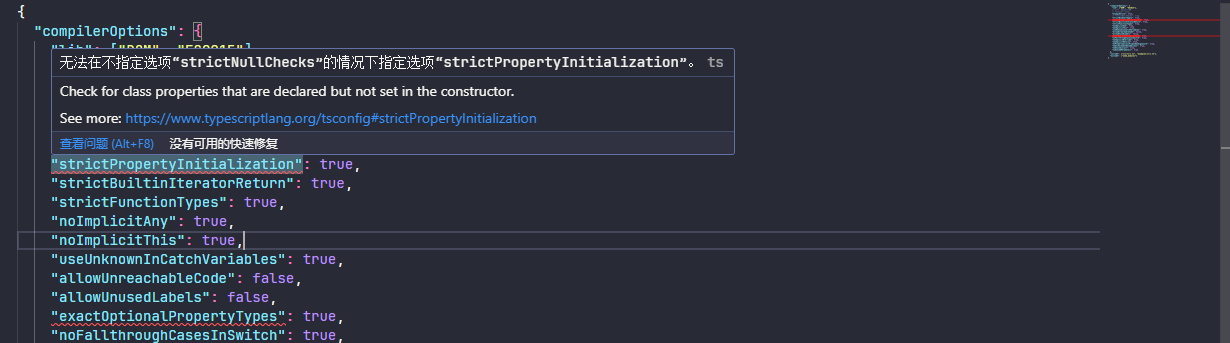 {
"compilerOptions": {
无法在不指定选项“strictNullChecks”的情况下指定选项“strictPropertyInitialization”。 ts
Check for class properties that are declared but not set in the constructor.
See more: https://www.typescriptlang.org/tsconfig#strictPropertyInitialization
查看问题 (Alt+F8) 没有可用的快速修复
"strictPropertyInitialization": true,
"strictBuiltinIteratorReturn": true,
"strictFunctionTypes": true,
"noImplicitAny": true,
"noImplicitThis": true,
"useUnknownInCatchVariables": true,
"allowUnreachableCode": false,
"allowUnusedLabels": false,
"exactOptionalPropertyTypes": true,
"noFallthroughCasesInSwitch": true,